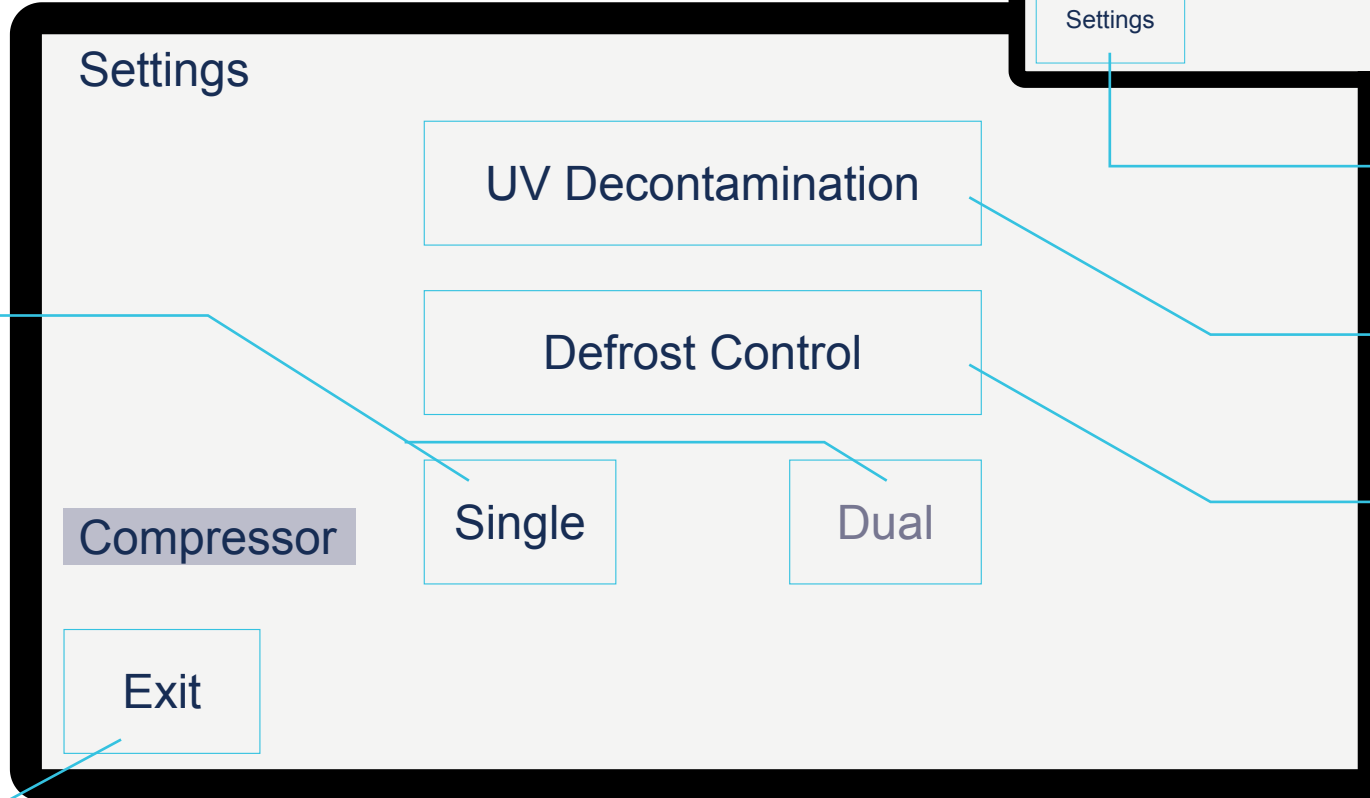 Settings
Settings
UV Decontamination
Defrost Control
Compressor
Single
Dual
Exit